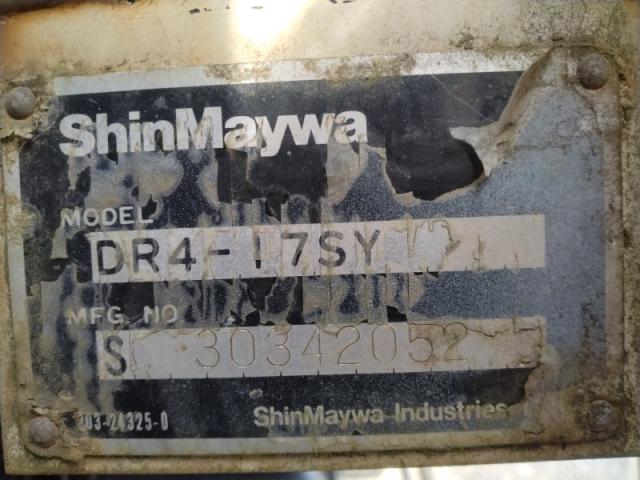 ShinMaywa
MODEL
DR4-17SY
MFG. NO
S 30342052
203-24325-0
ShinMaywa Industries